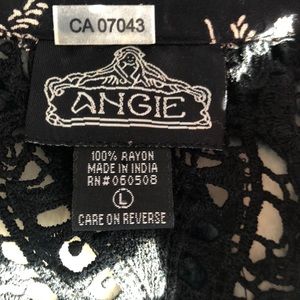 CA 07043
ANGIE
100% RAYON
MADE IN INDIA
RN#060508
L
CARE ON REVERSE